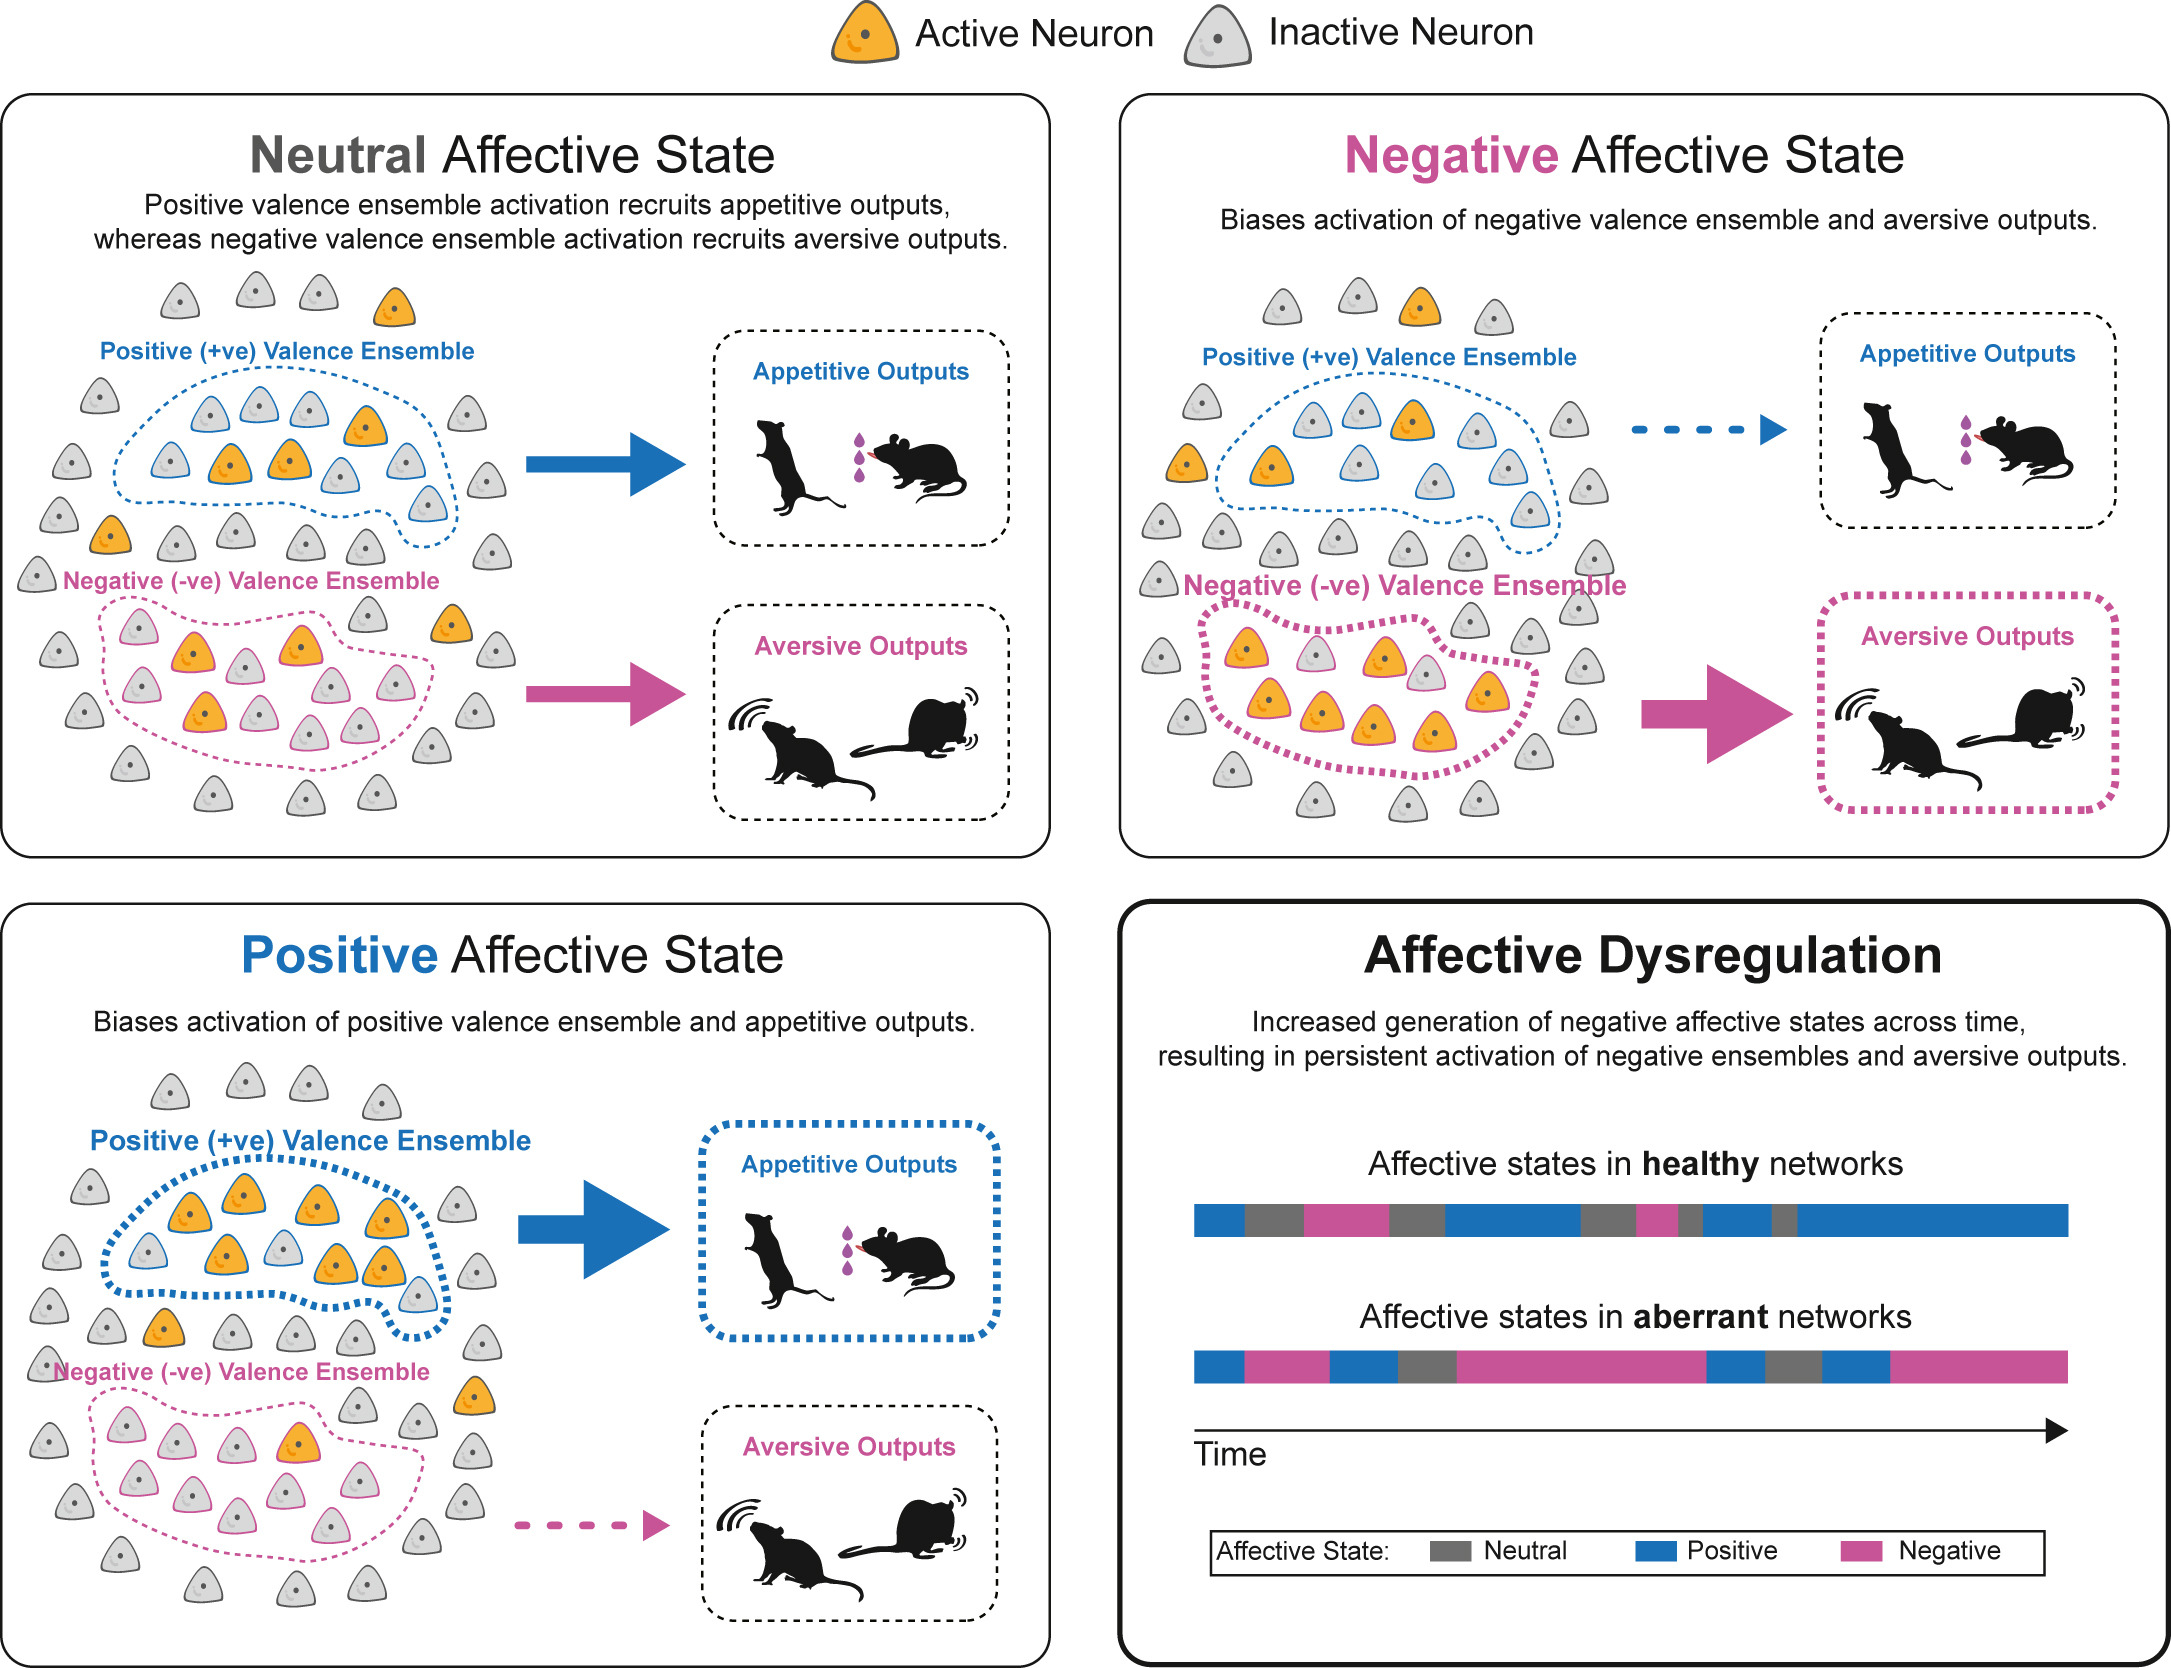 Active Neuron
Inactive Neuron
Neutral Affective State
Positive valence ensemble activation recruits appetitive outputs,
whereas negative valence ensemble activation recruits aversive outputs.
Positive (+ve) Valence Ensemble
Appetitive Outputs
Negative (-ve) Valence Ensemble
Aversive Outputs
Negative Affective State
Biases activation of negative valence ensemble and aversive outputs.
Positive (+ve) Valence Ensemble
Appetitive Outputs
Negative (-ve) Valence Ensemble
Aversive Outputs
Positive Affective State
Biases activation of positive valence ensemble and appetitive outputs.
Positive (+ve) Valence Ensemble
Appetitive Outputs
Negative (-ve) Valence Ensemble
Aversive Outputs
Affective Dysregulation
Increased generation of negative affective states across time,
resulting in persistent activation of negative ensembles and aversive outputs.
Affective states in healthy networks
Affective states in aberrant networks
Time
Affective State:
Neutral
Positive
Negative